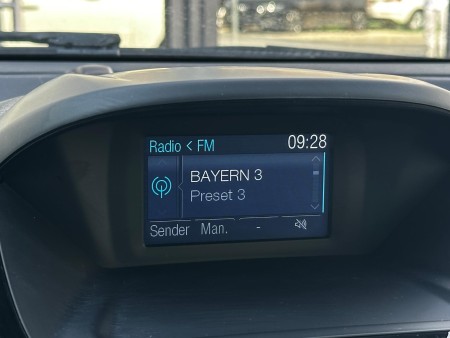 Radio < FM 09:28
BAYERN 3
Preset 3
Sender Man. -